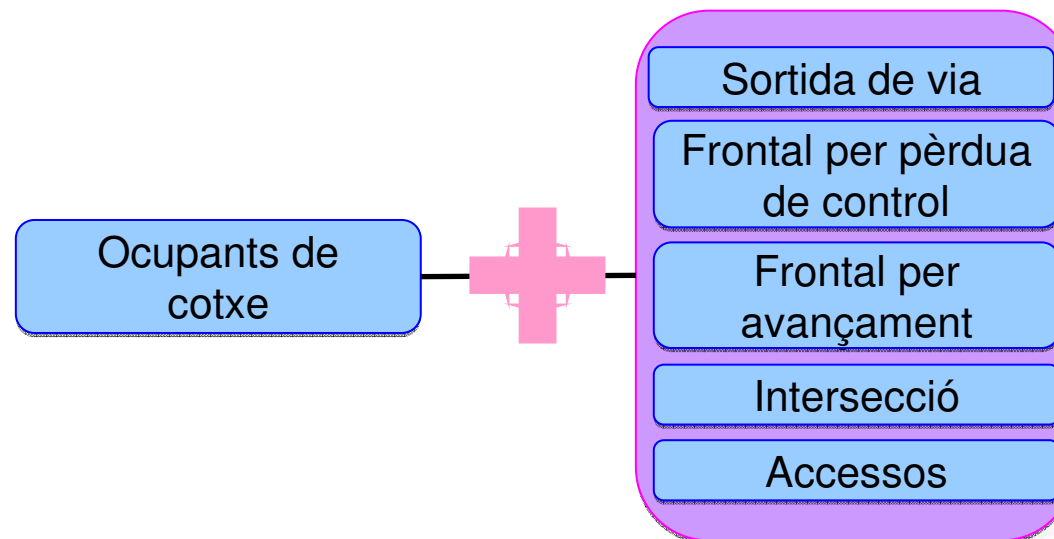 Ocupants de
cotxe
Sortida de via
Frontal per pèrdua
de control
Frontal per
avançament
Intersecció
Accessos